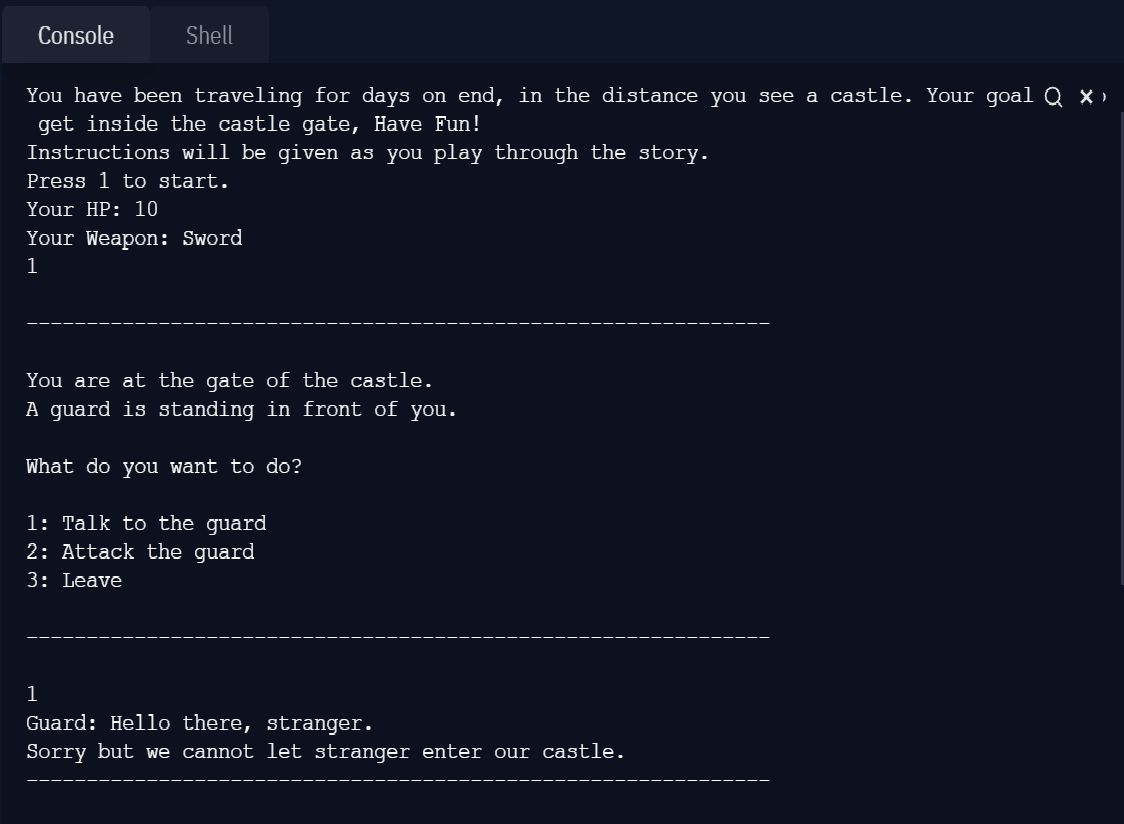 Console
Shell
You have been traveling for days on end, in the distance you see a castle. Your goal
get inside the castle gate, Have Fun!
Instructions will be given as you play through the story.
Press 1 to start.
Your HP: 10
Your Weapon: Sword
1
--------------------------------------------------------------
You are at the gate of the castle.
A guard is standing in front of you.
What do you want to do?
1: Talk to the guard
2: Attack the guard
3: Leave
--------------------------------------------------------------
1
Guard: Hello there, stranger.
Sorry but we cannot let stranger enter our castle.
--------------------------------------------------------------